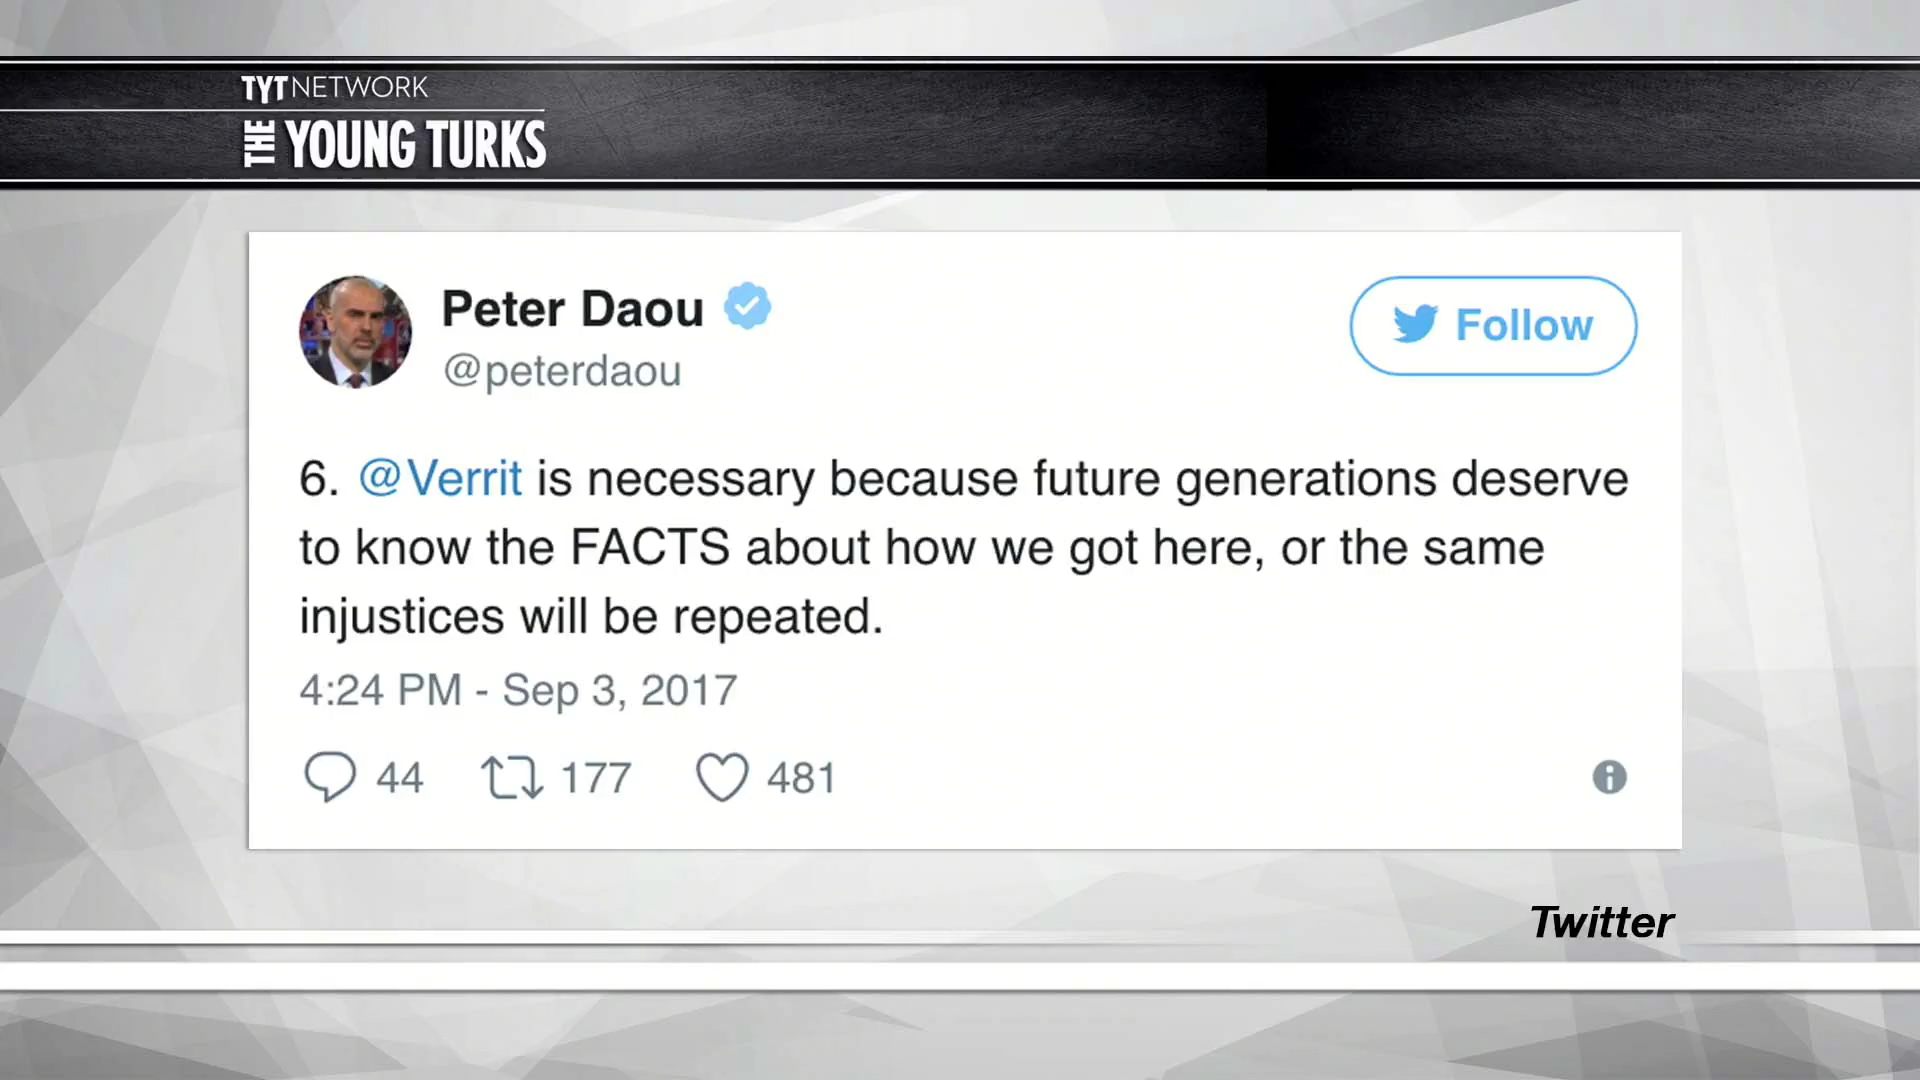 TYT NETWORK
THE YOUNG TURKS
Peter Daou
@peterdaou
Follow
6. @Verrit is necessary because future generations deserve
to know the FACTS about how we got here, or the same
injustices will be repeated.
4:24 PM - Sep 3, 2017
44 177 481
Twitter